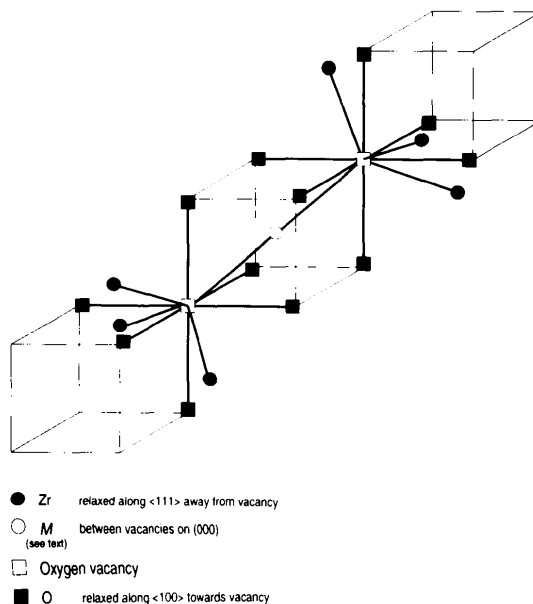 Zr relaxed along <111> away from vacancy
M between vacancies on (000)
(see text)
Oxygen vacancy
O relaxed along <100> towards vacancy